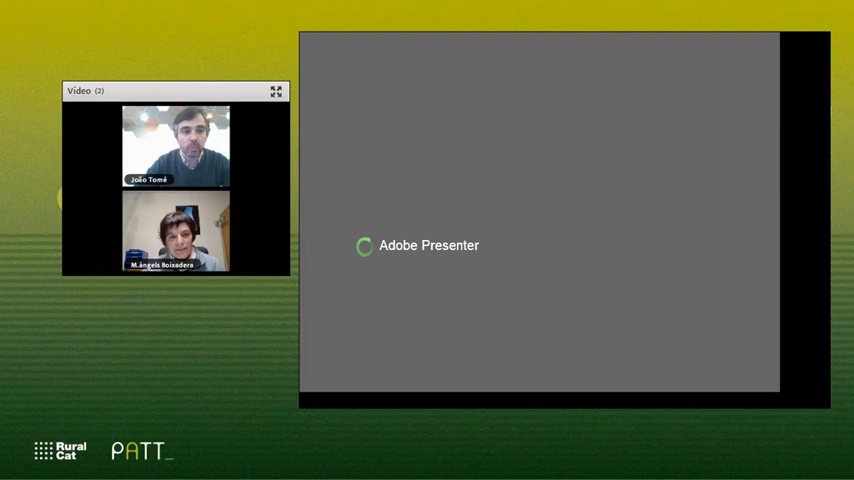 Vídeo (2)
João Tomé
M.àngels Boixadera
Adobe Presenter
Rural
Cat
PATT_